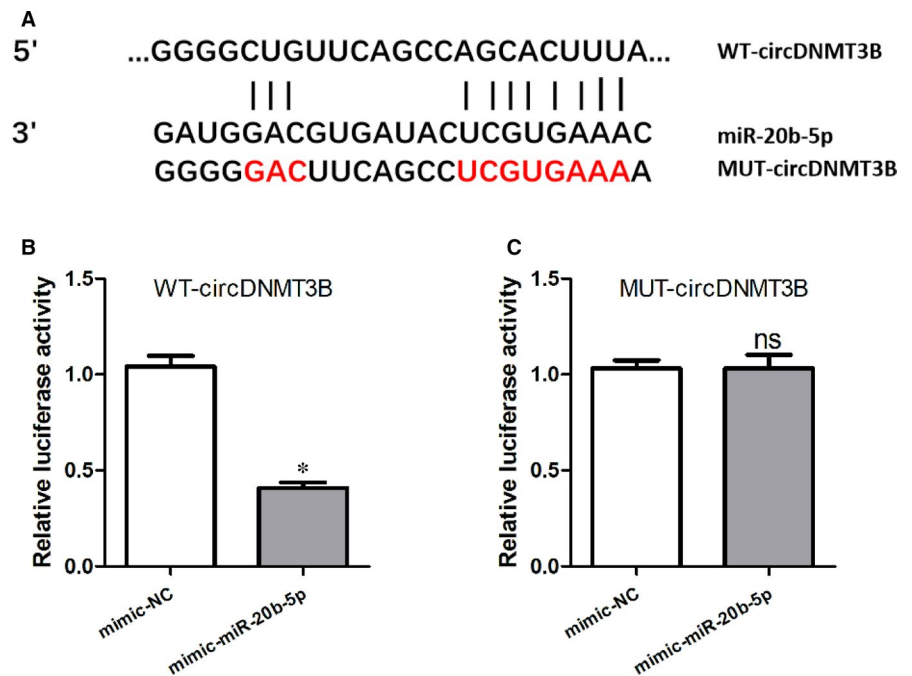 A
5' ...GGGGCUGUUCAGCCAGCACUUUA... WT-circDNMT3B
3' GAUGGACGUGAUACUCGUGAAAC miR-20b-5p
GGGGGACUUCAGCCUCGUGAAAA MUT-circDNMT3B
B
WT-circDNMT3B
Relative luciferase activity
1.5
1.0
0.5
0.0
*
mimic-NC
mimic-miR-20b-5p
C
MUT-circDNMT3B
Relative luciferase activity
1.5
1.0
0.5
0.0
ns
mimic-NC
mimic-miR-20b-5p